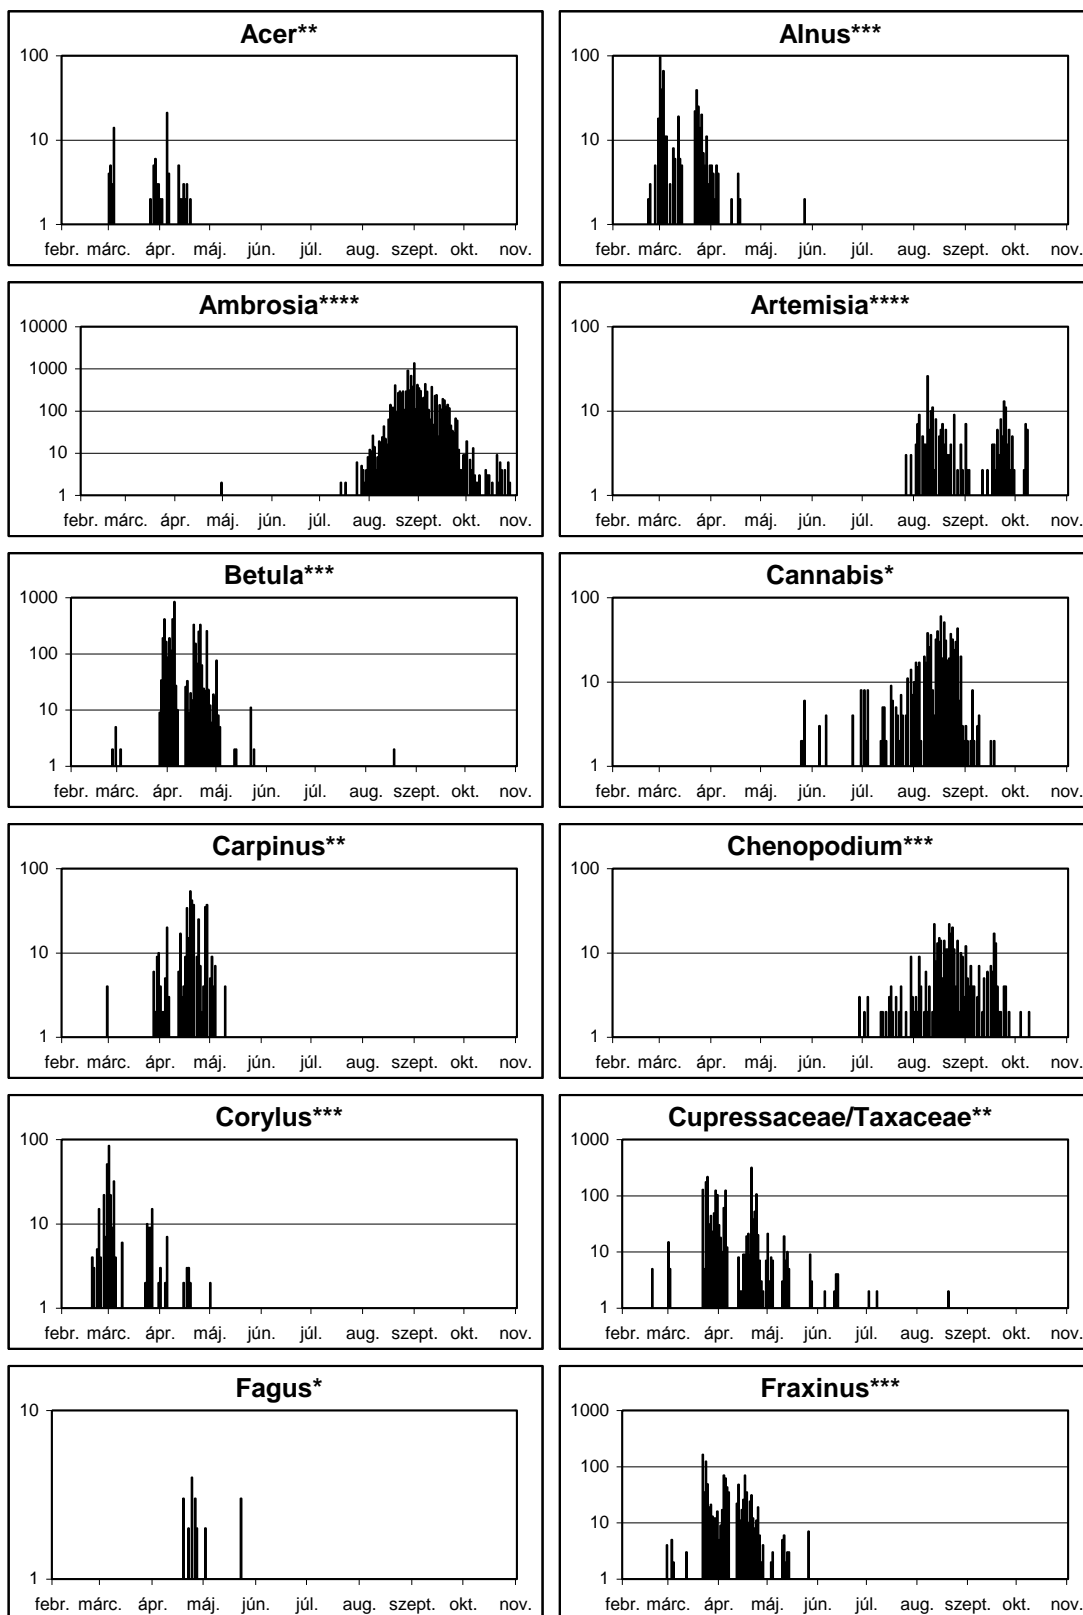 Acer**
100
10
1
febr. márc. ápr. máj. jún. júl. aug. szept. okt. nov.
Alnus***
100
10
1
febr. márc. ápr. máj. jún. júl. aug. szept. okt. nov.
Ambrosia****
10000
1000
100
10
1
febr. márc. ápr. máj. jún. júl. aug. szept. okt. nov.
Artemisia****
100
10
1
febr. márc. ápr. máj. jún. júl. aug. szept. okt. nov.
Betula***
1000
100
10
1
febr. márc. ápr. máj. jún. júl. aug. szept. okt. nov.
Cannabis*
100
10
1
febr. márc. ápr. máj. jún. júl. aug. szept. okt. nov.
Carpinus**
100
10
1
febr. márc. ápr. máj. jún. júl. aug. szept. okt. nov.
Chenopodium***
100
10
1
febr. márc. ápr. máj. jún. júl. aug. szept. okt. nov.
Corylus***
100
10
1
febr. márc. ápr. máj. jún. júl. aug. szept. okt. nov.
Cupressaceae/Taxaceae**
1000
100
10
1
febr. márc. ápr. máj. jún. júl. aug. szept. okt. nov.
Fagus*
10
1
febr. márc. ápr. máj. jún. júl. aug. szept. okt. nov.
Fraxinus***
1000
100
10
1
febr. márc. ápr. máj. jún. júl. aug. szept. okt. nov.